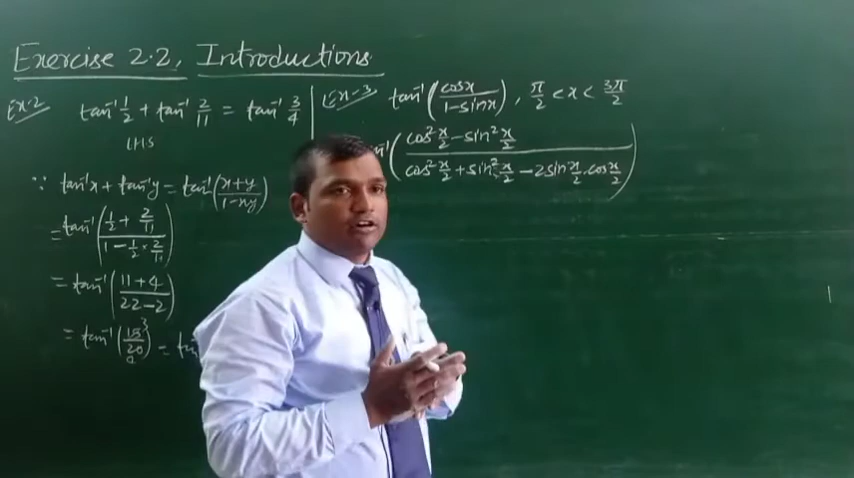 Exercise 2.2, Introductions.
Ex-2 tan⁻¹ 1/2 + tan⁻¹ 2/11 = tan⁻¹ 3/4
LHS
∵ tan⁻¹x + tan⁻¹y = tan⁻¹((x+y)/(1-xy))
= tan⁻¹((1/2 + 2/11)/(1 - 1/2 × 2/11))
= tan⁻¹((11+4)/(22-2))
= tan⁻¹(15/20) = tan
Ex-3 tan⁻¹(cosx/(1-sinx)), π/2 < x < 3π/2
(cos² x/2 - sin² x/2)/(cos² x/2 + sin² x/2 - 2sin x/2 . cos x/2)